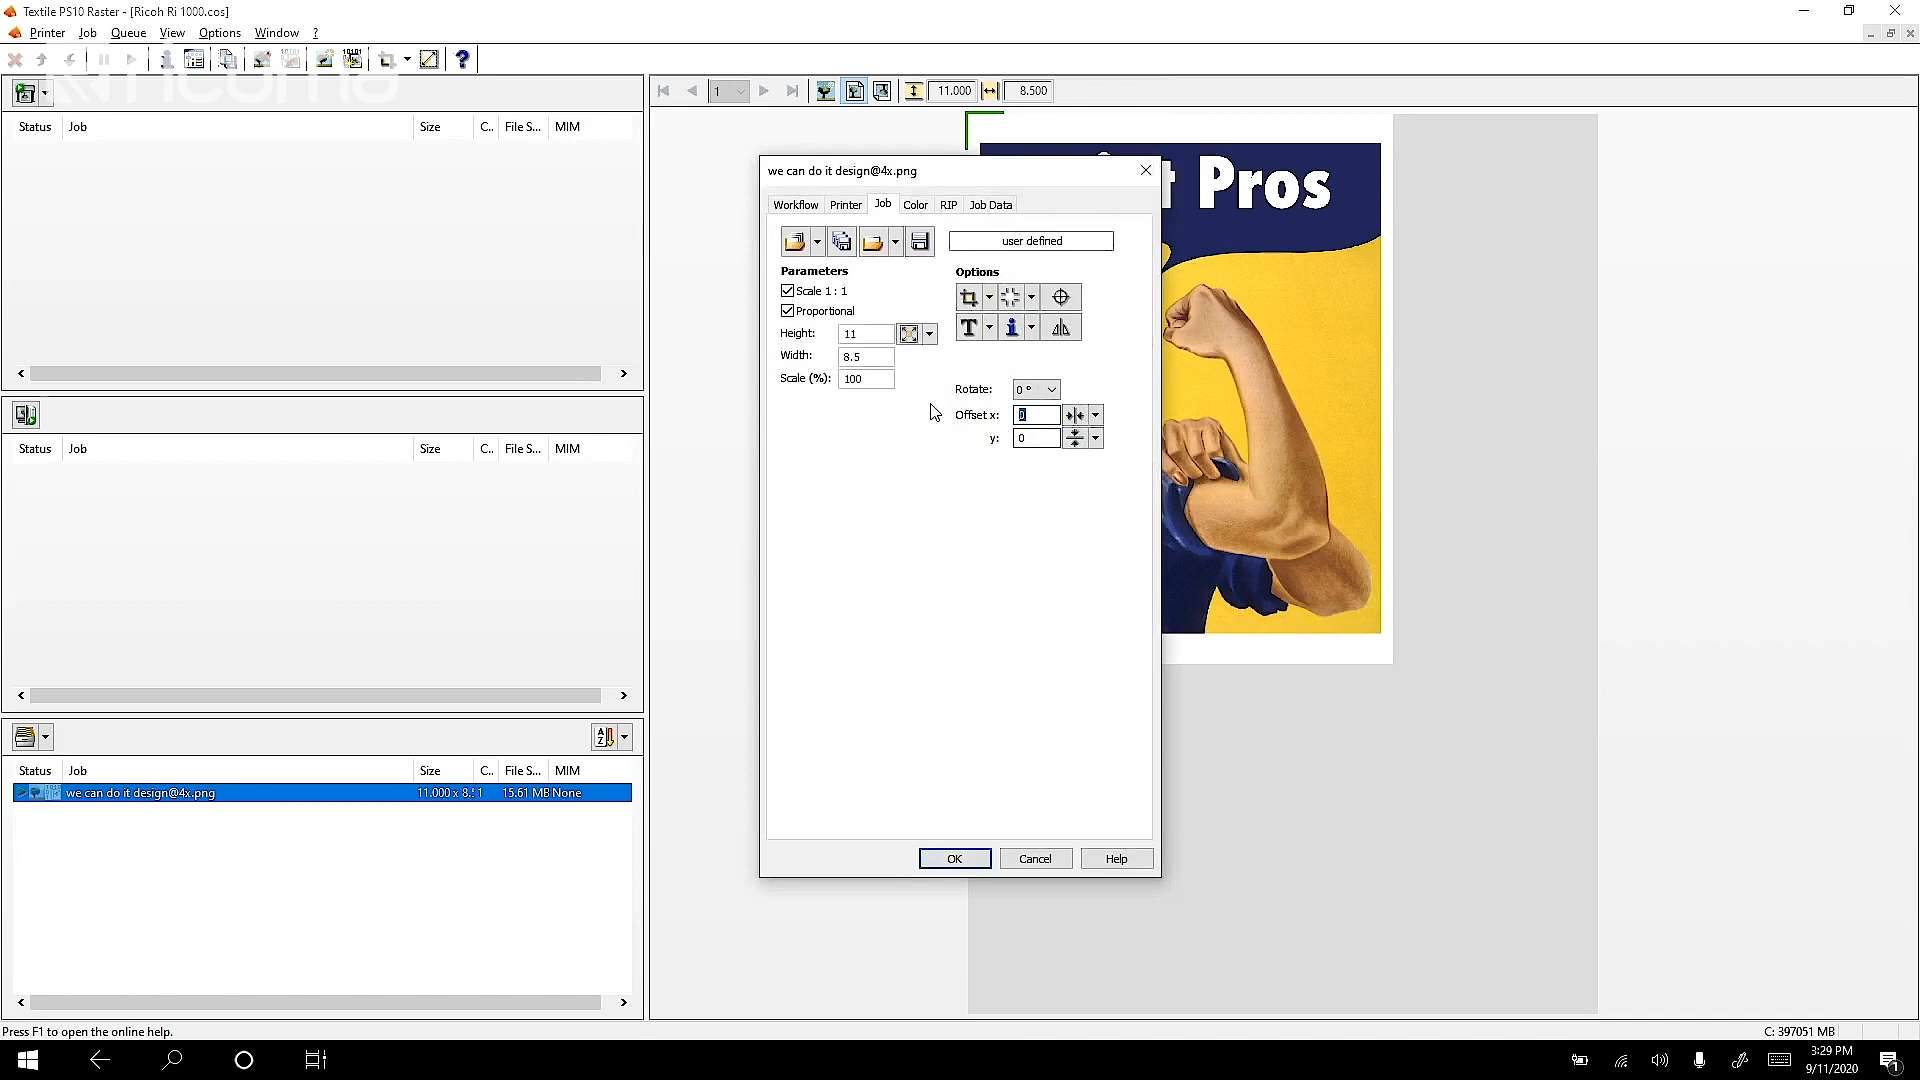 Textile PS10 Raster - [Ricoh Ri 1000.cos]
Printer Job Queue View Options Window ?
ricoma
1 11.000 8.500
Status Job Size C.. File S... MIM
Status Job Size C.. File S... MIM
Status Job Size C.. File S... MIM
we can do it design@4x.png 11.000 x 8.! 1 15.61 MB None
Pros
we can do it design@4x.png
Workflow Printer Job Color RIP Job Data
user defined
Parameters
Options
Scale 1 : 1
Proportional
Height: 11
Width: 8.5
Scale (%): 100
Rotate: 0 °
Offset x: 0
y: 0
OK Cancel Help
Press F1 to open the online help.
C: 397051 MB
3:29 PM
9/11/2020
1